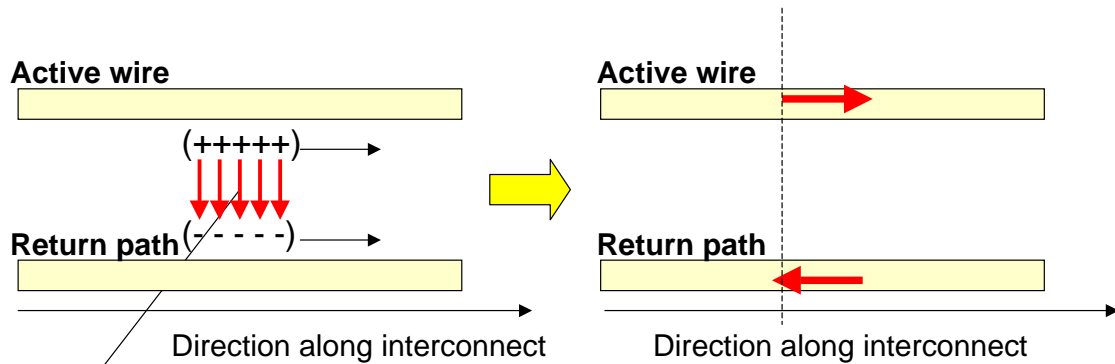 Active wire
(+++++)
(- - - - -)
Return path
Direction along interconnect
Active wire
Return path
Direction along interconnect